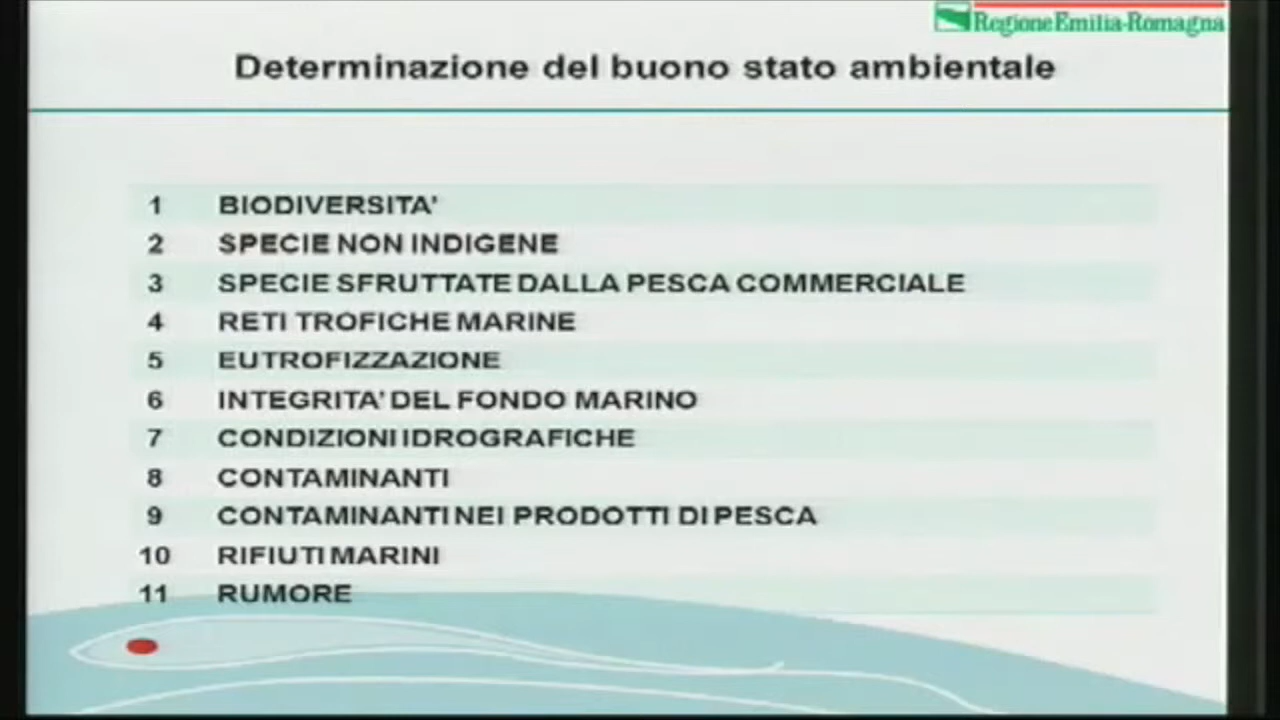 RegioneEmilia-Romagna
Determinazione del buono stato ambientale
1 BIODIVERSITA'
2 SPECIE NON INDIGENE
3 SPECIE SFRUTTATE DALLA PESCA COMMERCIALE
4 RETI TROFICHE MARINE
5 EUTROFIZZAZIONE
6 INTEGRITA' DEL FONDO MARINO
7 CONDIZIONI IDROGRAFICHE
8 CONTAMINANTI
9 CONTAMINANTI NEI PRODOTTI DI PESCA
10 RIFIUTI MARINI
11 RUMORE